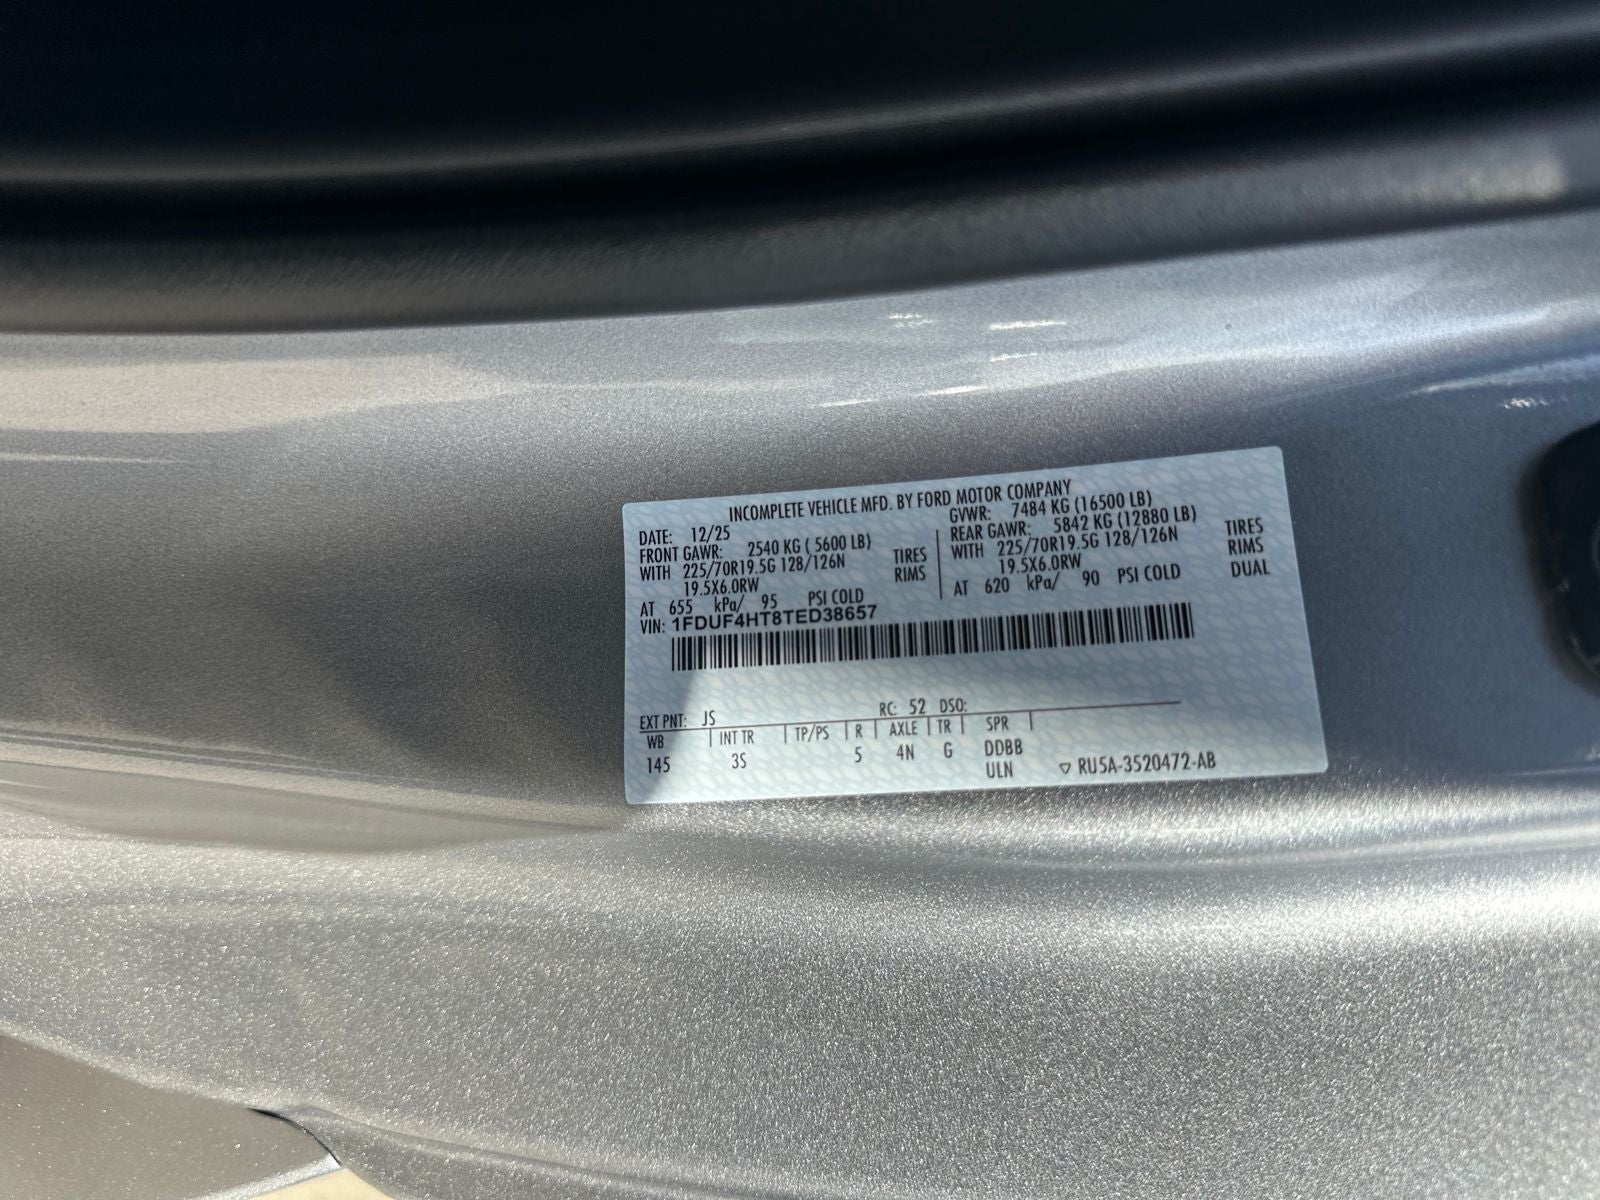 INCOMPLETE VEHICLE MFD. BY FORD MOTOR COMPANY
DATE: 12/25 GVWR: 7484 KG (16500 LB)
FRONT GAWR: 2540 KG ( 5600 LB) REAR GAWR: 5842 KG (12880 LB)
WITH 225/70R19.5G 128/126N TIRES WITH 225/70R19.5G 128/126N TIRES
19.5X6.0RW RIMS 19.5X6.0RW RIMS
AT 655 kPa/ 95 PSI COLD AT 620 kPa/ 90 PSI COLD DUAL
VIN: 1FDUF4HT8TED38657
EXT PNT: JS RC: 52 DSO:
WB INT TR TP/PS R AXLE TR SPR
145 3S 5 4N G DDBB
ULN ▽ RU5A-3520472-AB